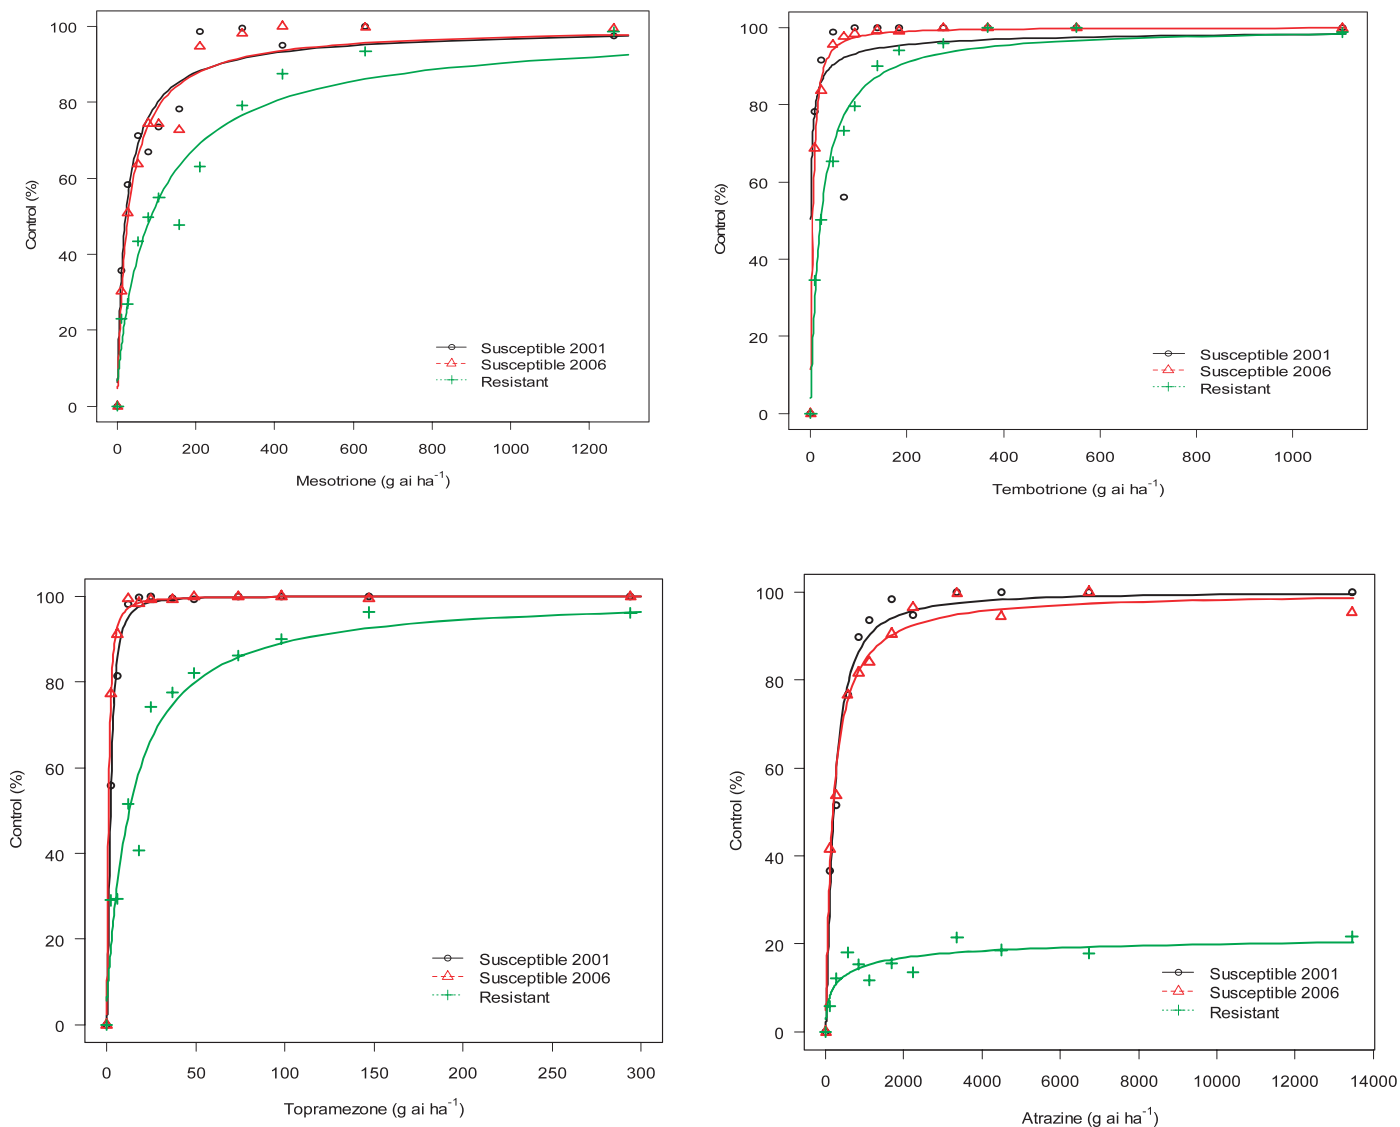 100
80
60
40
20
0
Control (%)
Susceptible 2001
Susceptible 2006
Resistant
0 200 400 600 800 1000 1200
Mesotrione (g ai ha⁻¹)
100
80
60
40
20
0
Control (%)
Susceptible 2001
Susceptible 2006
Resistant
0 200 400 600 800 1000
Tembotrione (g ai ha⁻¹)
100
80
60
40
20
0
Control (%)
Susceptible 2001
Susceptible 2006
Resistant
0 50 100 150 200 250 300
Topramezone (g ai ha⁻¹)
100
80
60
40
20
0
Control (%)
Susceptible 2001
Susceptible 2006
Resistant
0 2000 4000 6000 8000 10000 12000 14000
Atrazine (g ai ha⁻¹)